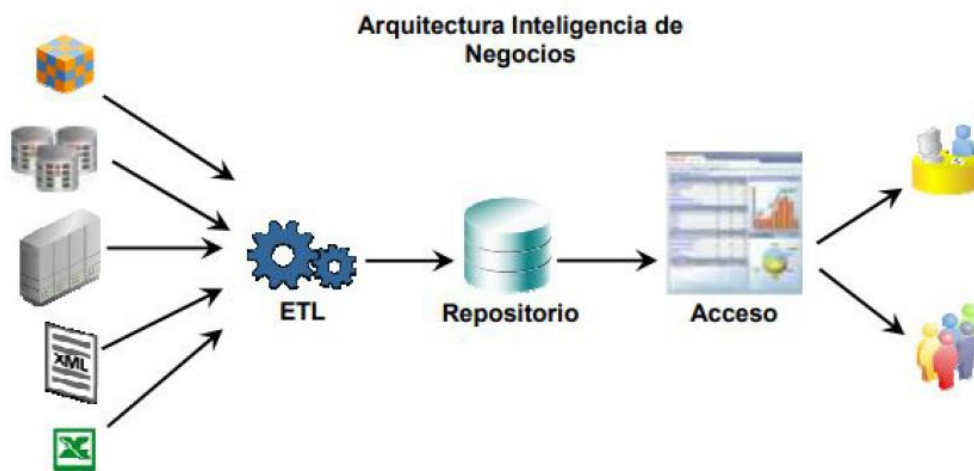 Arquitectura Inteligencia de
Negocios
XML
ETL
Repositorio
Acceso